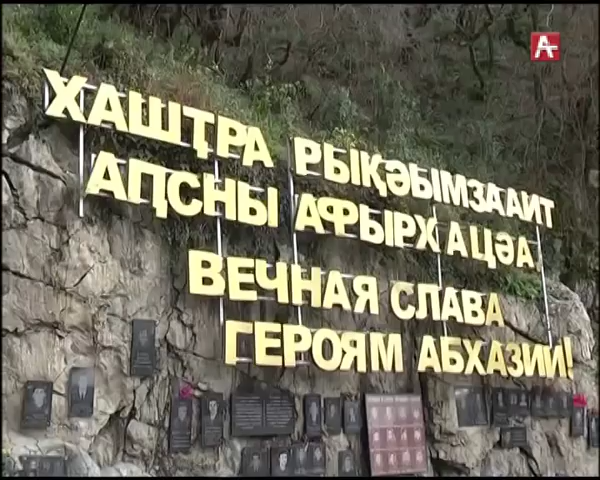 A
ХАШҬРА РЫҚӘЫМЗААИТ
АԤСНЫ АФЫРХАЦӘА
ВЕЧНАЯ СЛАВА
ГЕРОЯМ АБХАЗИИ!